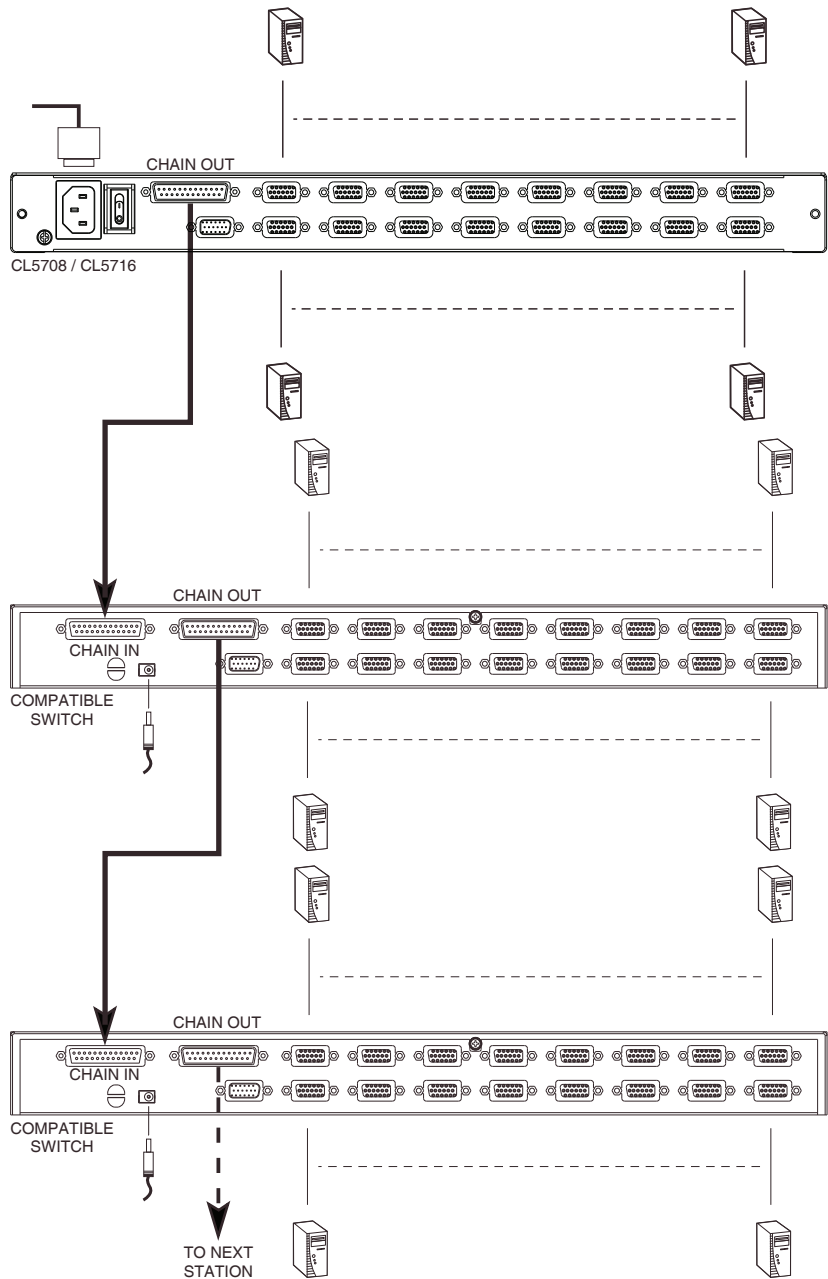 CHAIN OUT
CL5708 / CL5716
CHAIN OUT
CHAIN IN
COMPATIBLE
SWITCH
CHAIN OUT
CHAIN IN
COMPATIBLE
SWITCH
TO NEXT
STATION